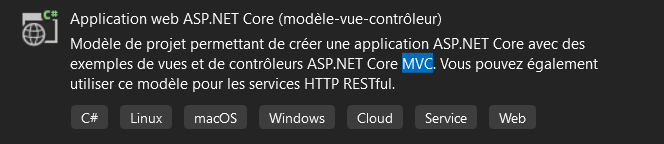 C#
Application web ASP.NET Core (modèle-vue-contrôleur)
Modèle de projet permettant de créer une application ASP.NET Core avec des
exemples de vues et de contrôleurs ASP.NET Core MVC. Vous pouvez également
utiliser ce modèle pour les services HTTP RESTful.
C# Linux macOS Windows Cloud Service Web